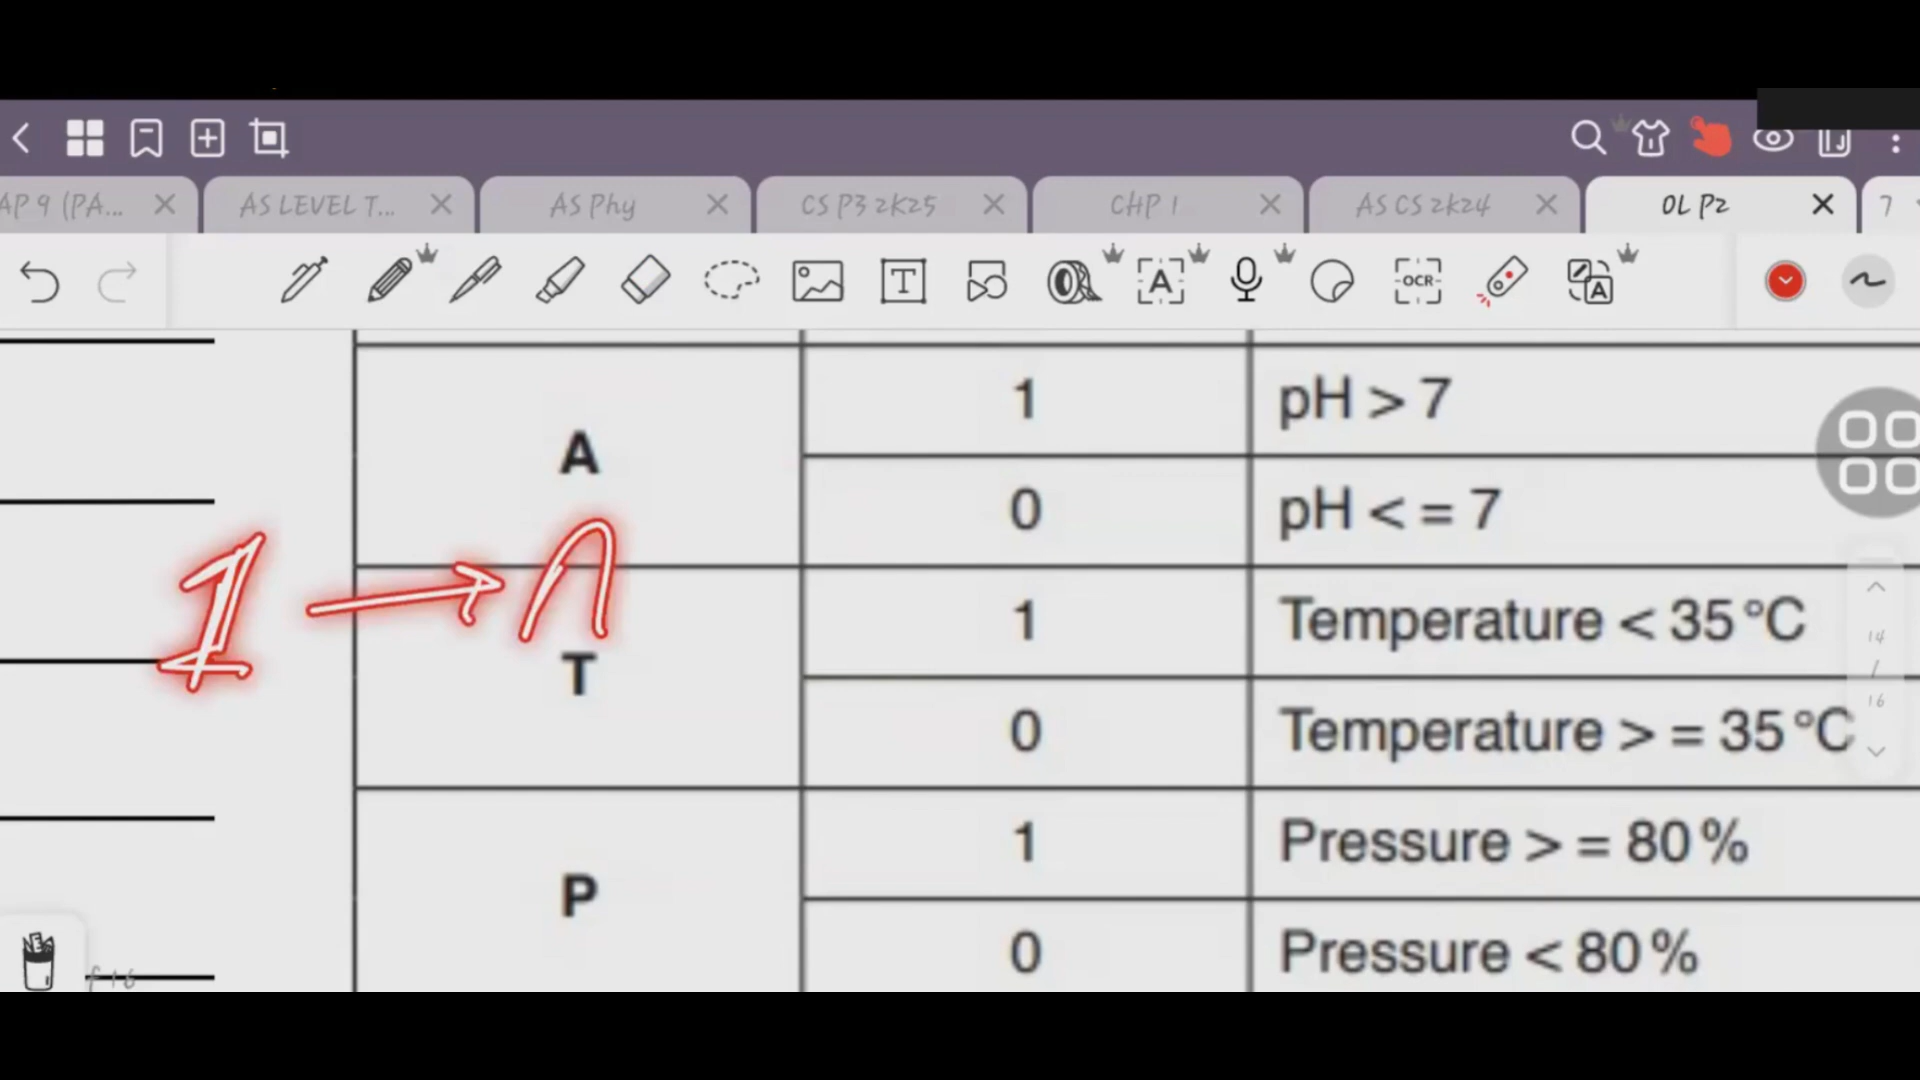 AP 9 (PA... AS LEVEL T... AS Phy CS P3 2K25 CHP 1 AS CS 2K24 OL P2 7
T A OCR A
A 1 pH > 7
0 pH < = 7
1 →
T 1 Temperature < 35 °C
0 Temperature > = 35 °C
14
/
16
P 1 Pressure > = 80 %
0 Pressure < 80 %